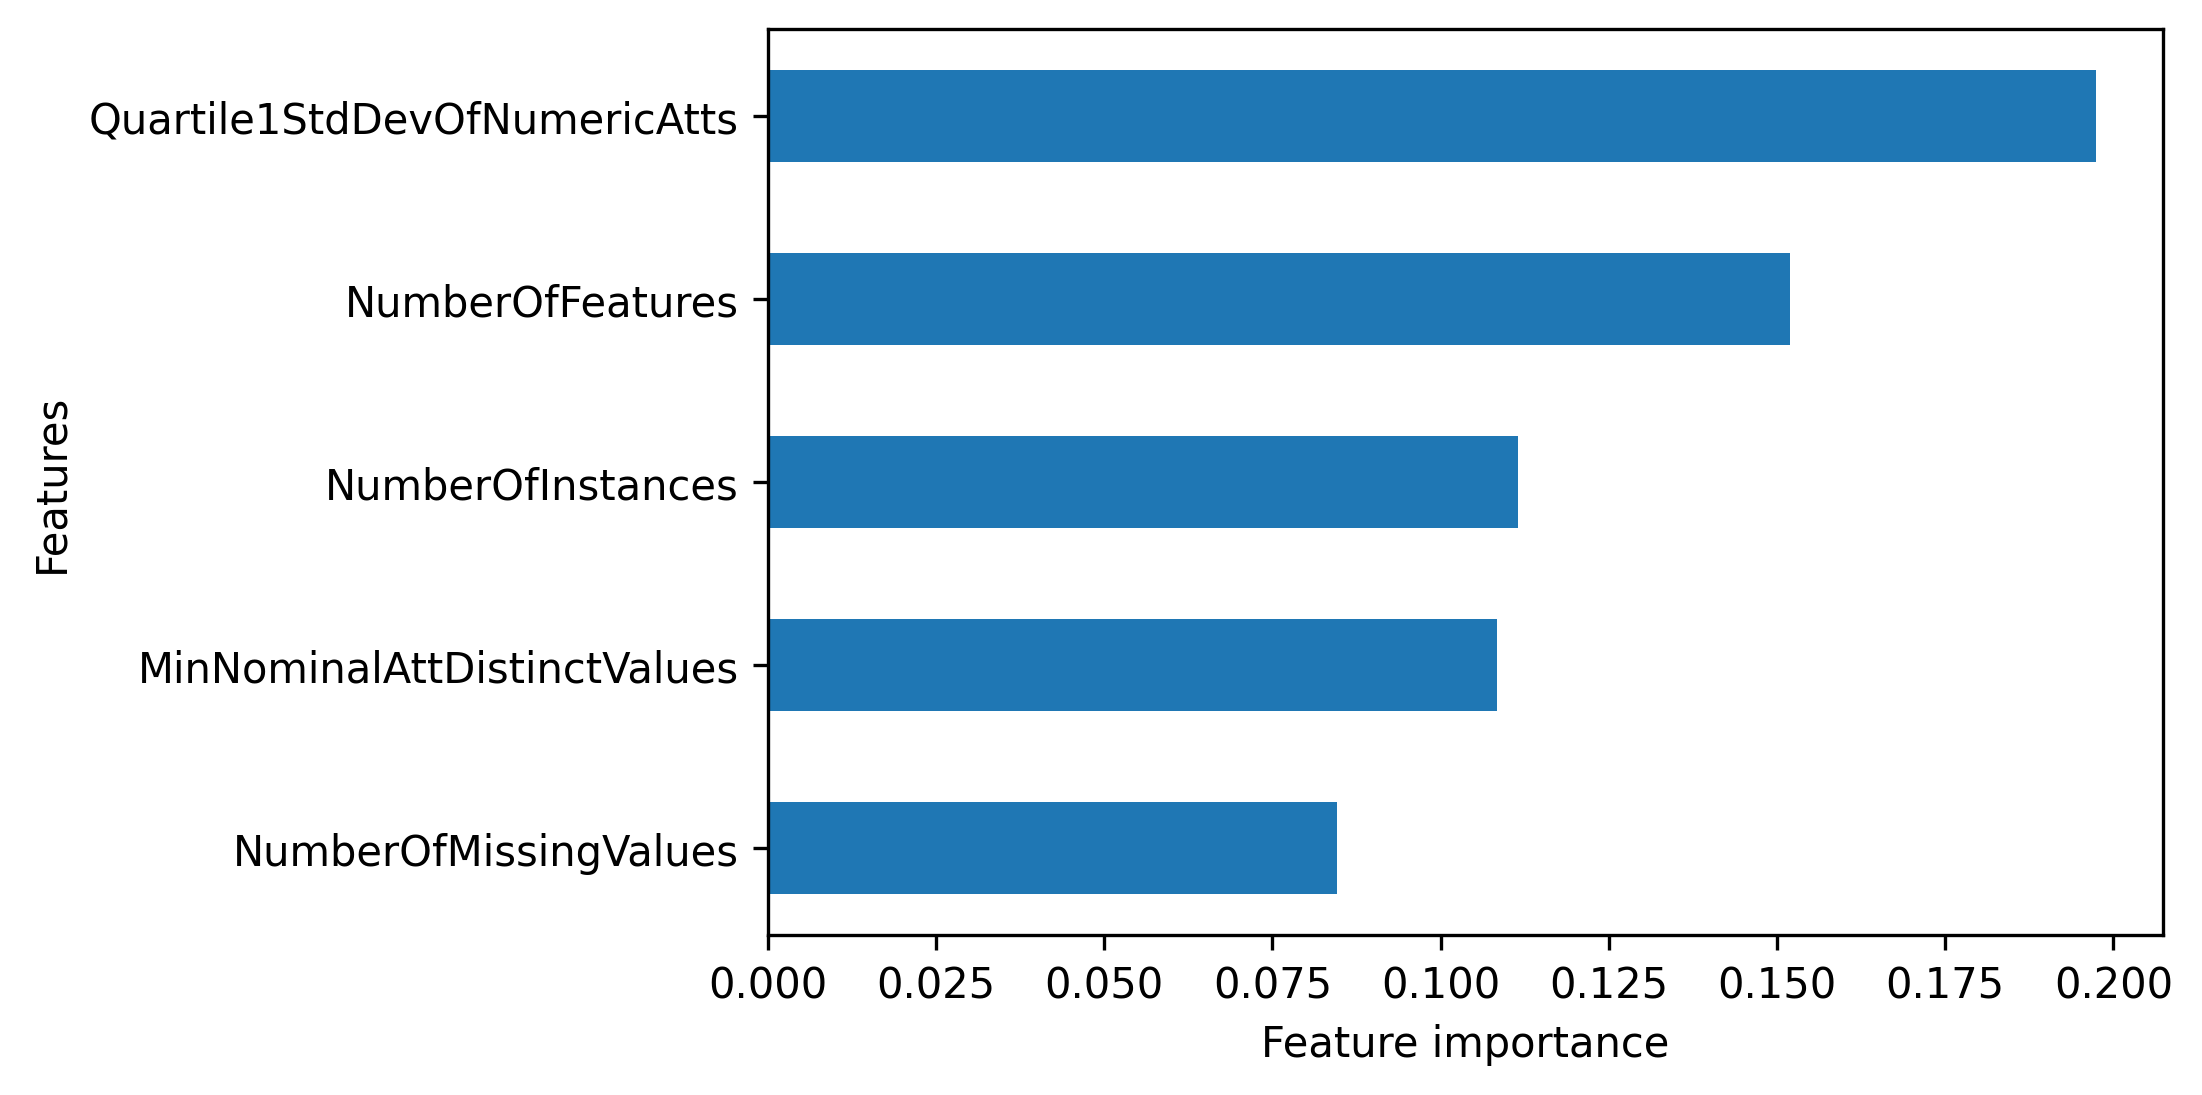 Quartile1StdDevOfNumericAtts
NumberOfFeatures
NumberOfInstances
MinNominalAttDistinctValues
NumberOfMissingValues
Features
0.000 0.025 0.050 0.075 0.100 0.125 0.150 0.175 0.200
Feature importance